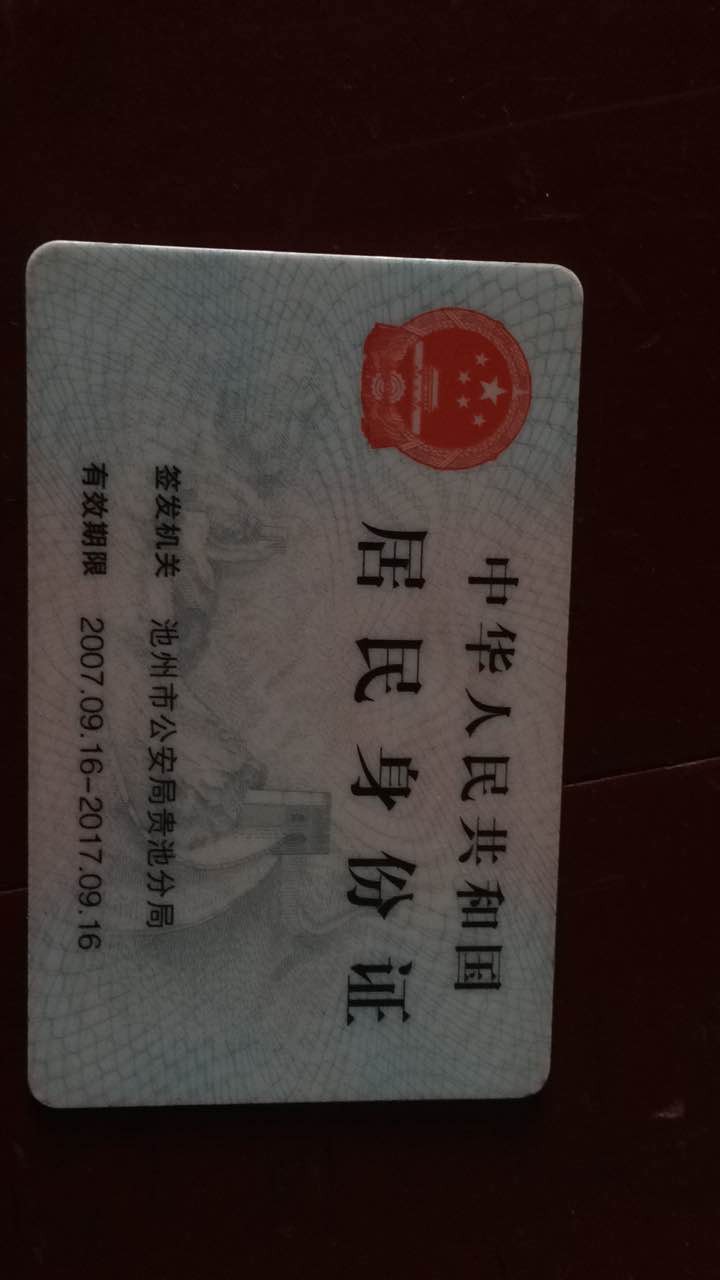 中华人民共和国
居民身份证
签发机关 池州市公安局贵池分局
有效期限 2007.09.16-2017.09.16